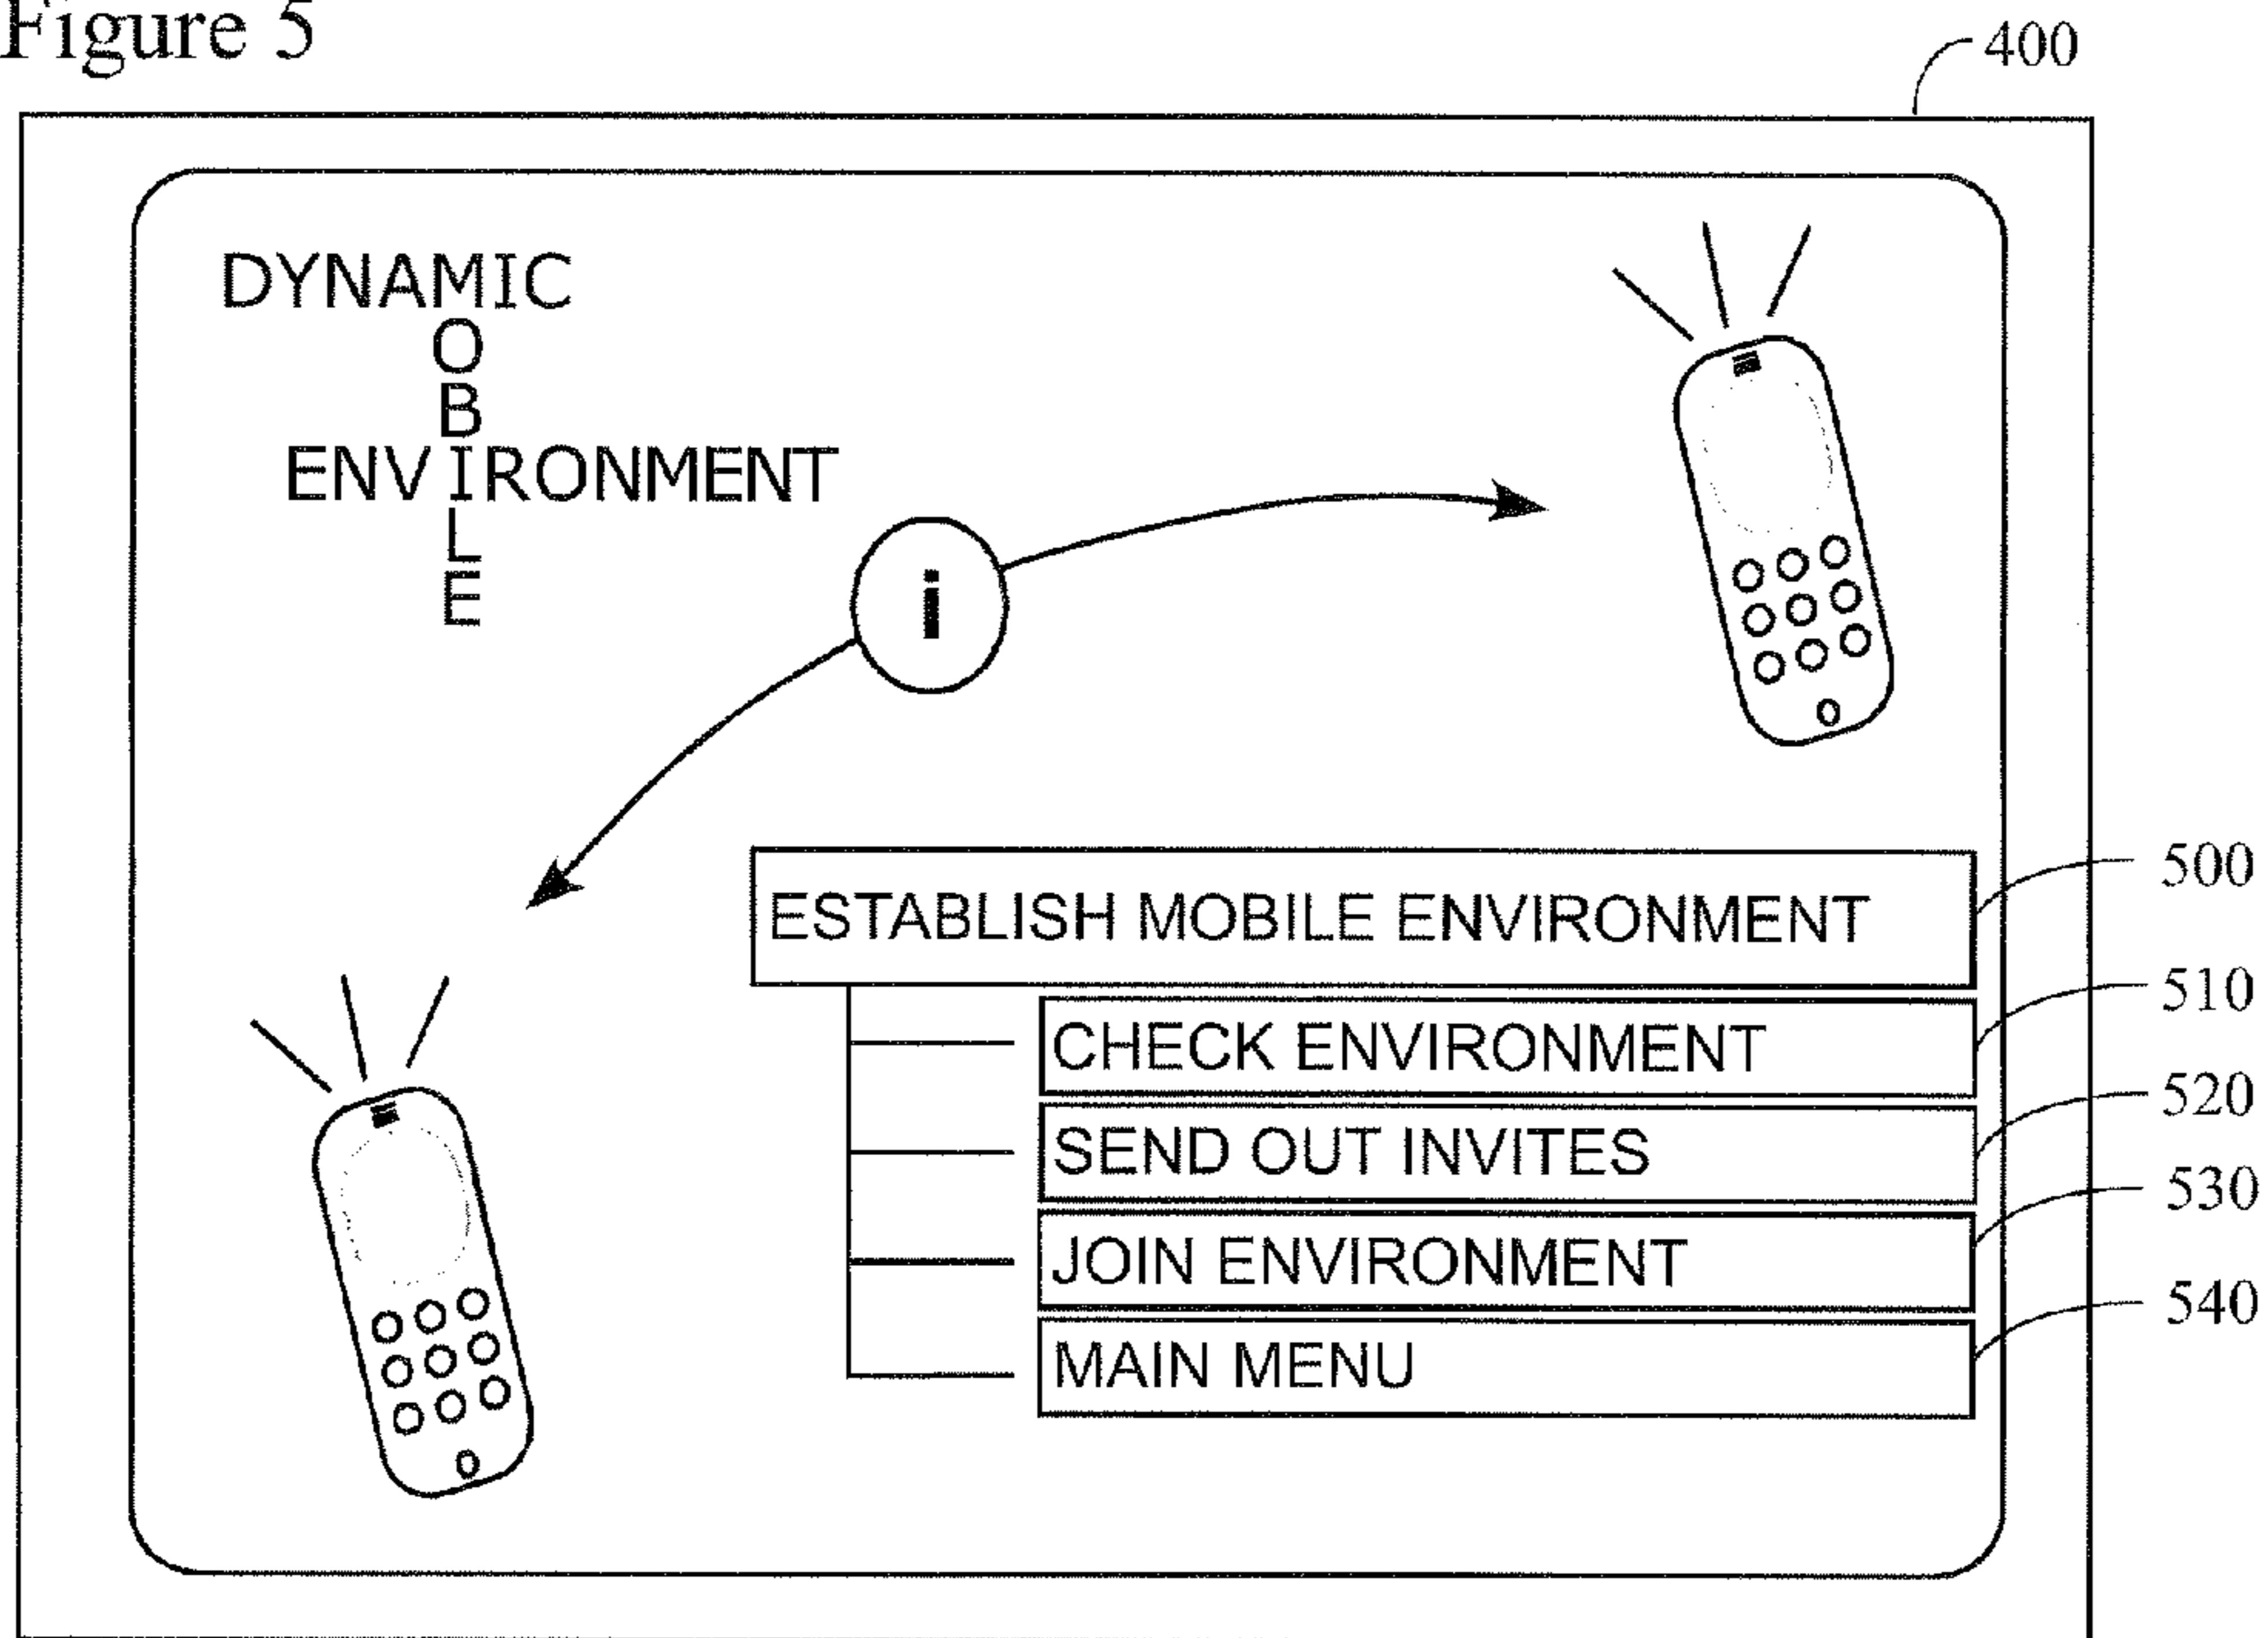 Figure 5
400
DYNAMIC
MOBILE
ENVIRONMENT
i
ESTABLISH MOBILE ENVIRONMENT
500
CHECK ENVIRONMENT
510
SEND OUT INVITES
520
JOIN ENVIRONMENT
530
MAIN MENU
540